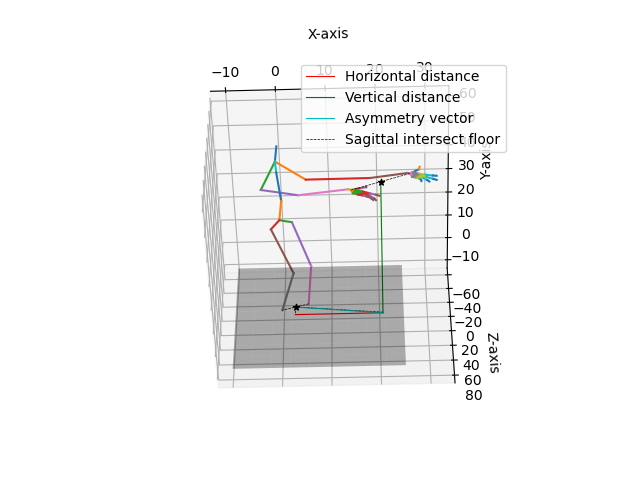 X-axis
−10 0 10 20 30
Horizontal distance
Vertical distance
Asymmetry vector
Sagittal intersect floor
60
Y-axis
30
20
10
0
−10
−60
−40
−20
0
20
40
60
80
Z-axis